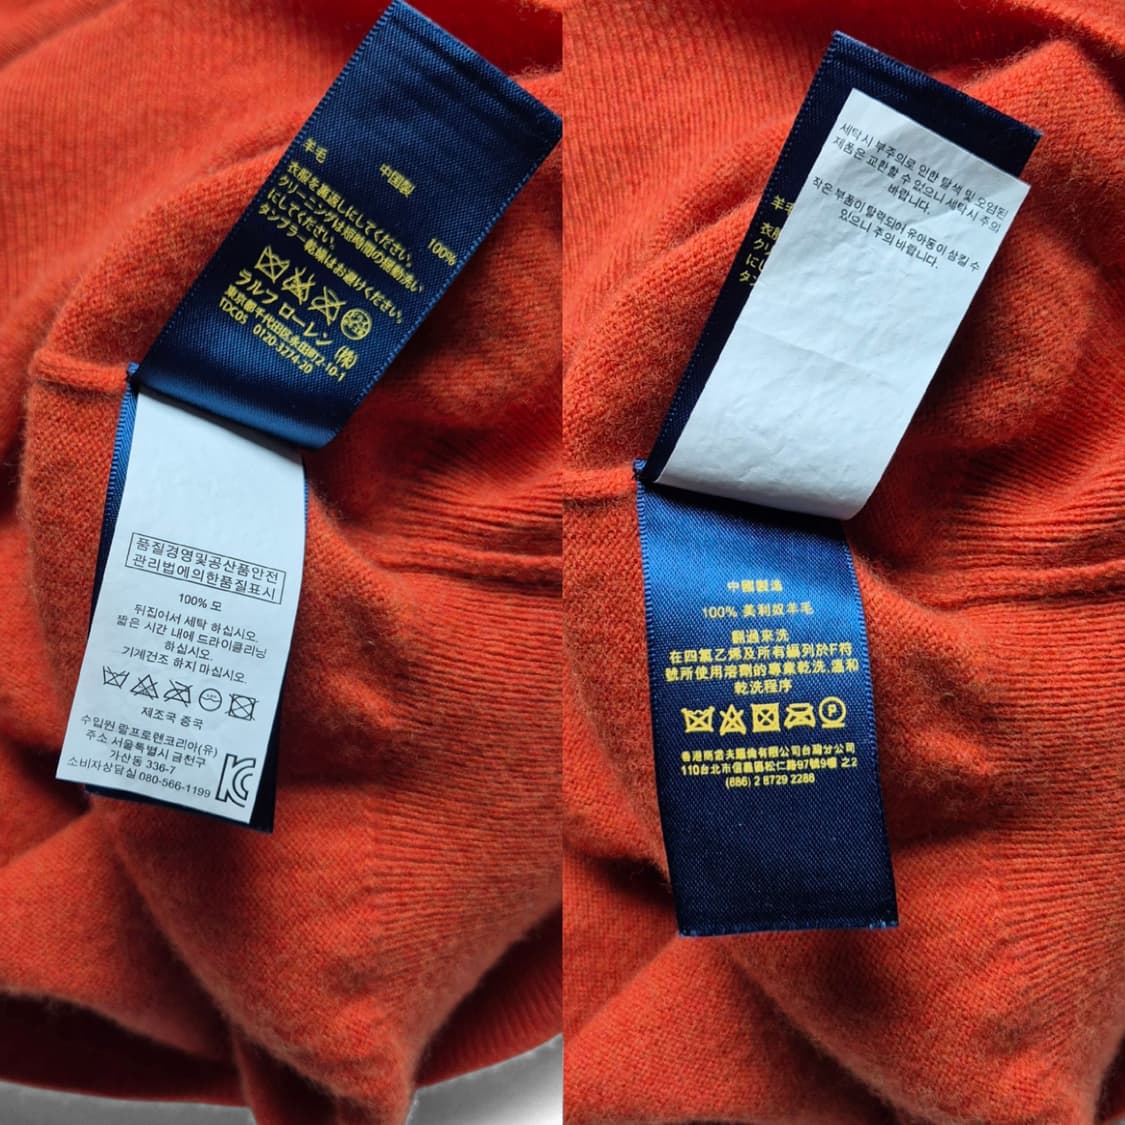 羊毛
中国製
100%
衣服を裏返しにしてください。
クリーニングは短時間の振動洗い
にしてください。
タンブラー乾燥はお避けください。
ラルフ ローレン (株)
東京都千代田区永田町2-10-1
TDC05 0120-3274-20
품질경영및공산품안전
관리법에의한품질표시
100% 모
뒤집어서 세탁 하십시오.
짧은 시간 내에 드라이클리닝
하십시오.
기계건조 하지 마십시오.
제조국 중국
수입원 랄프로렌코리아(유)
주소 서울특별시 금천구
가산동 336-7
소비자상담실 080-566-1199
세탁시 부주의로 인한 탈색 및 오염된
제품은 교환할 수 없으니 세탁시 주의
바랍니다.
작은 부품이 탈락되어 유아동이 삼킬 수
있으니 주의 바랍니다.
羊毛
衣
ク
にし
タン
中國製造
100% 美利奴羊毛
翻過來洗
在四氯乙烯及所有編列於F符
號所使用溶劑的專業乾洗.溫和
乾洗程序
P
香港商虜夫羅倫有限公司台灣分公司
110台北市信義區松仁路97號9樓 之2
(886) 2 8729 2288